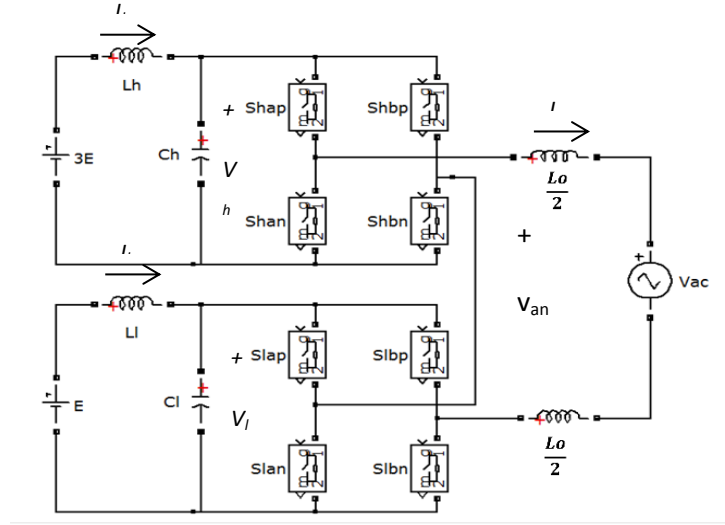 I.
Lh
+ Shap
Shbp
I
3E
Ch
V
h
Lo
2
Shan
Shbn
+
I.
+
Vac
Van
Ll
+ Slap
Slbp
E
Cl
Vl
Lo
2
Slan
Slbn